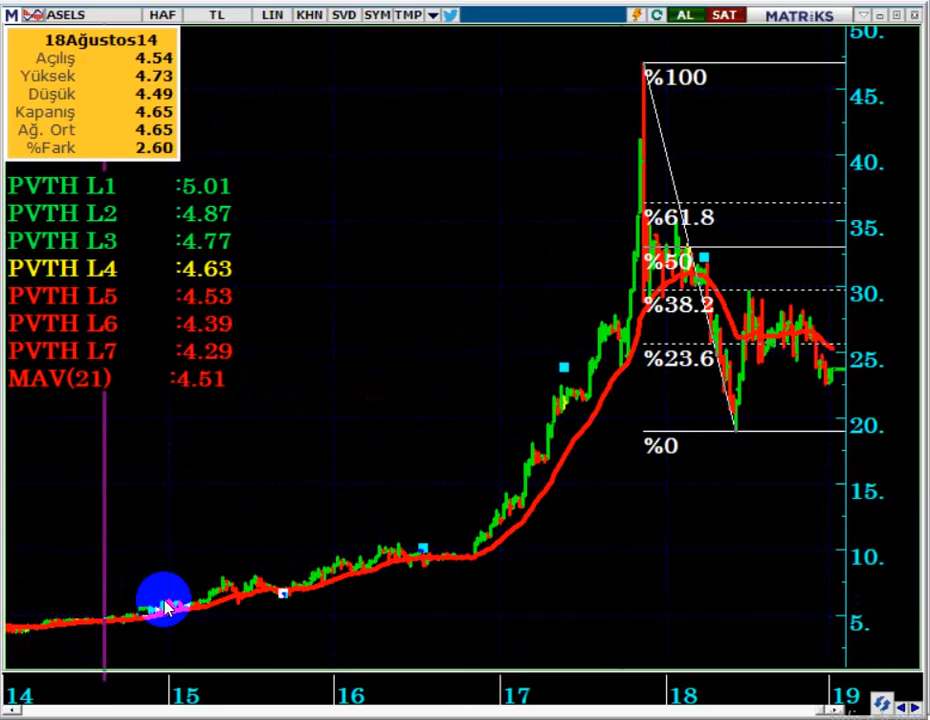 M ASELS HAF TL LIN KHN SVD SYM TMP AL SAT MATRiKS
18Ağustos14
Açılış 4.54
Yüksek 4.73
Düşük 4.49
Kapanış 4.65
Ağ. Ort 4.65
%Fark 2.60
PVTH L1 :5.01
PVTH L2 :4.87
PVTH L3 :4.77
PVTH L4 :4.63
PVTH L5 :4.53
PVTH L6 :4.39
PVTH L7 :4.29
MAV(21) :4.51
%100
%61.8
%50
%38.2
%23.6
%0
50.
45.
40.
35.
30.
25.
20.
15.
10.
5.
14 15 16 17 18 19